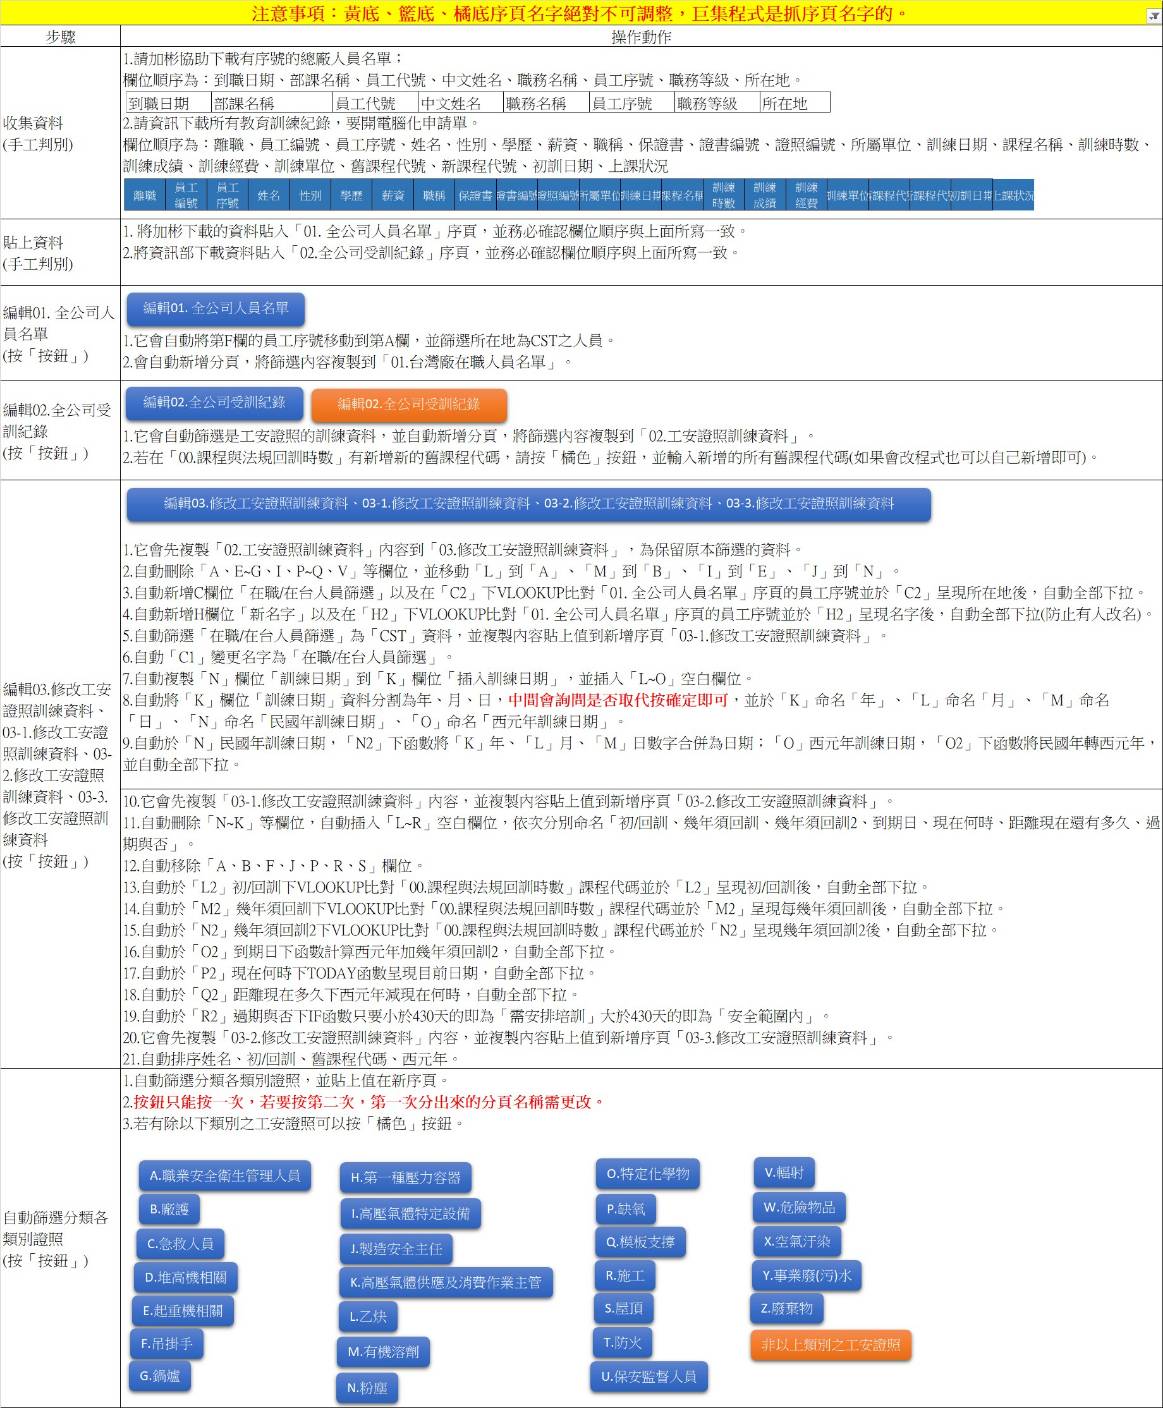 注意事項：黃底、籃底、橘底序頁名字絕對不可調整，巨集程式是抓序頁名字的。
步驟
操作動作
收集資料
(手工判別)
1.請加彬協助下載有序號的總廠人員名單；
欄位順序為：到職日期、部課名稱、員工代號、中文姓名、職務名稱、員工序號、職務等級、所在地。
到職日期 部課名稱 員工代號 中文姓名 職務名稱 員工序號 職務等級 所在地
2.請資訊下載所有教育訓練紀錄，要開電腦化申請單。
欄位順序為：離職、員工編號、員工序號、姓名、性別、學歷、薪資、職稱、保證書、證書編號、證照編號、所屬單位、訓練日期、課程名稱、訓練時數、
訓練成績、訓練經費、訓練單位、舊課程代號、新課程代號、初訓日期、上課狀況
離職 員工編號 員工序號 姓名 性別 學歷 薪資 職稱 保證書 證書編號 證照編號 所屬單位 訓練日期 課程名稱 訓練時數 訓練成績 訓練經費 訓練單位 課程代 課程代 初訓日期 上課狀況
貼上資料
(手工判別)
1. 將加彬下載的資料貼入「01. 全公司人員名單」序頁，並務必確認欄位順序與上面所寫一致。
2.將資訊部下載資料貼入「02.全公司受訓紀錄」序頁，並務必確認欄位順序與上面所寫一致。
編輯01. 全公司人
員名單
(按「按鈕」)
編輯01. 全公司人員名單
1.它會自動將第F欄的員工序號移動到第A欄，並篩選所在地為CST之人員。
2.會自動新增分頁，將篩選內容複製到「01.台灣廠在職人員名單」。
編輯02.全公司受
訓紀錄
(按「按鈕」)
編輯02.全公司受訓紀錄
編輯02.全公司受訓紀錄
1.它會自動篩選是工安證照的訓練資料，並自動新增分頁，將篩選內容複製到「02.工安證照訓練資料」。
2.若在「00.課程與法規回訓時數」有新增新的舊課程代碼，請按「橘色」按鈕，並輸入新增的所有舊課程代碼(如果會改程式也可以自己新增即可)。
編輯03.修改工安
證照訓練資料、
03-1.修改工安證
照訓練資料、03-
2.修改工安證照
訓練資料、03-3.
修改工安證照訓
練資料
(按「按鈕」)
編輯03.修改工安證照訓練資料、03-1.修改工安證照訓練資料、03-2.修改工安證照訓練資料、03-3.修改工安證照訓練資料
1.它會先複製「02.工安證照訓練資料」內容到「03.修改工安證照訓練資料」，為保留原本篩選的資料。
2.自動刪除「A、E~G、I、P~Q、V」等欄位，並移動「L」到「A」、「M」到「B」、「I」到「E」、「J」到「N」。
3.自動新增C欄位「在職/在台人員篩選」以及在「C2」下VLOOKUP比對「01. 全公司人員名單」序頁的員工序號並於「C2」呈現所在地後，自動全部下拉。
4.自動新增H欄位「新名字」以及在「H2」下VLOOKUP比對「01. 全公司人員名單」序頁的員工序號並於「H2」呈現名字後，自動全部下拉(防止有人改名)。
5.自動篩選「在職/在台人員篩選」為「CST」資料，並複製內容貼上值到新增序頁「03-1.修改工安證照訓練資料」。
6.自動「C1」變更名字為「在職/在台人員篩選」。
7.自動複製「N」欄位「訓練日期」到「K」欄位「插入訓練日期」，並插入「L~O」空白欄位。
8.自動將「K」欄位「訓練日期」資料分割為年、月、日，中間會詢問是否取代按確定即可，並於「K」命名「年」、「L」命名「月」、「M」命名
「日」、「N」命名「民國年訓練日期」、「O」命名「西元年訓練日期」。
9.自動於「N」民國年訓練日期，「N2」下函數將「K」年、「L」月、「M」日數字合併為日期；「O」西元年訓練日期，「O2」下函數將民國年轉西元年，
並自動全部下拉。
10.它會先複製「03-1.修改工安證照訓練資料」內容，並複製內容貼上值到新增序頁「03-2.修改工安證照訓練資料」。
11.自動刪除「N~K」等欄位，自動插入「L~R」空白欄位，依次分別命名「初/回訓、幾年須回訓、幾年須回訓2、到期日、現在何時、距離現在還有多久、過
期與否」。
12.自動移除「A、B、F、J、P、R、S」欄位。
13.自動於「L2」初/回訓下VLOOKUP比對「00.課程與法規回訓時數」課程代碼並於「L2」呈現初/回訓後，自動全部下拉。
14.自動於「M2」幾年須回訓下VLOOKUP比對「00.課程與法規回訓時數」課程代碼並於「M2」呈現每幾年須回訓後，自動全部下拉。
15.自動於「N2」幾年須回訓2下VLOOKUP比對「00.課程與法規回訓時數」課程代碼並於「N2」呈現幾年須回訓2後，自動全部下拉。
16.自動於「O2」到期日下函數計算西元年加幾年須回訓2，自動全部下拉。
17.自動於「P2」現在何時下TODAY函數呈現目前日期，自動全部下拉。
18.自動於「Q2」距離現在多久下西元年減現在何時，自動全部下拉。
19.自動於「R2」過期與否下IF函數只要小於430天的即為「需安排培訓」大於430天的即為「安全範圍內」。
20.它會先複製「03-2.修改工安證照訓練資料」內容，並複製內容貼上值到新增序頁「03-3.修改工安證照訓練資料」。
21.自動排序姓名、初/回訓、舊課程代碼、西元年。
自動篩選分類各
類別證照
(按「按鈕」)
1.自動篩選分類各類別證照，並貼上值在新序頁。
2.按鈕只能按一次，若要按第二次，第一次分出來的分頁名稱需更改。
3.若有除以下類別之工安證照可以按「橘色」按鈕。
A.職業安全衛生管理人員
B.廠護
C.急救人員
D.堆高機相關
E.起重機相關
F.吊掛手
G.鍋爐
H.第一種壓力容器
I.高壓氣體特定設備
J.製造安全主任
K.高壓氣體供應及消費作業主管
L.乙炔
M.有機溶劑
N.粉塵
O.特定化學物
P.缺氧
Q.模板支撐
R.施工
S.屋頂
T.防火
U.保安監督人員
V.輻射
W.危險物品
X.空氣汙染
Y.事業廢(污)水
Z.廢棄物
非以上類別之工安證照